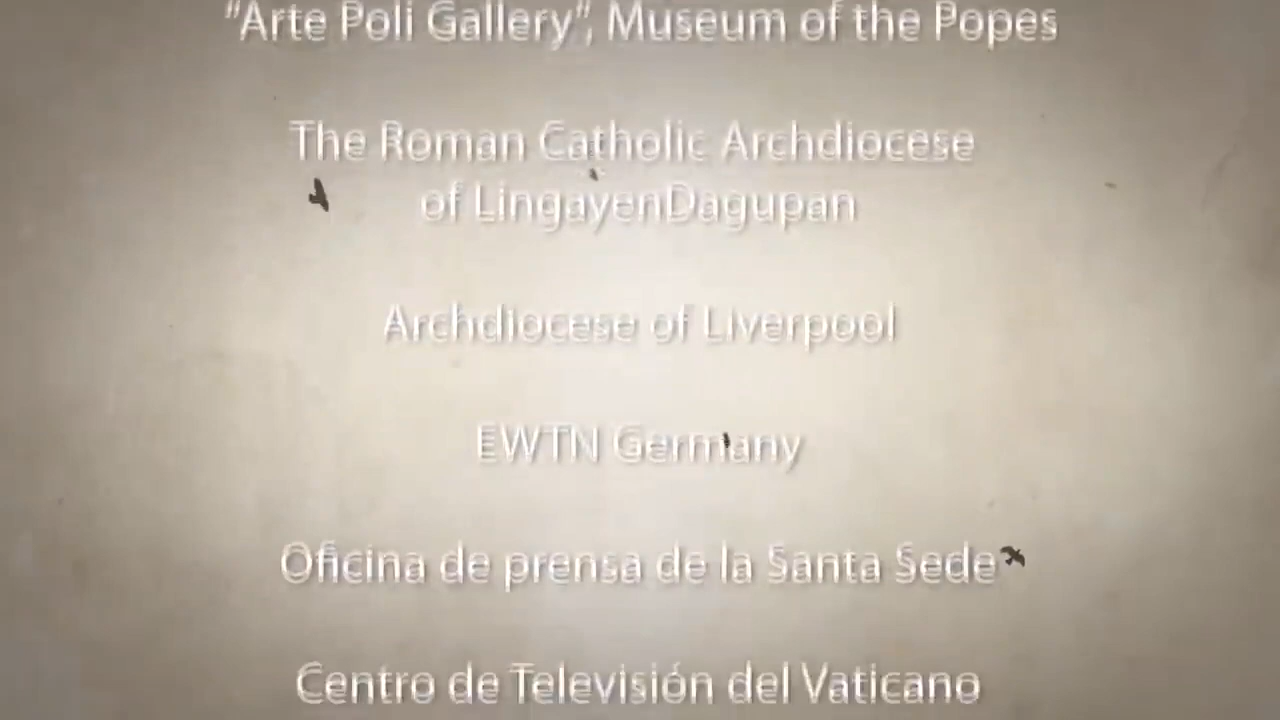 "Arte Poli Gallery", Museum of the Popes
The Roman Catholic Archdiocese
of LingayenDagupan
Archdiocese of Liverpool
EWTN Germany
Oficina de prensa de la Santa Sede
Centro de Televisión del Vaticano